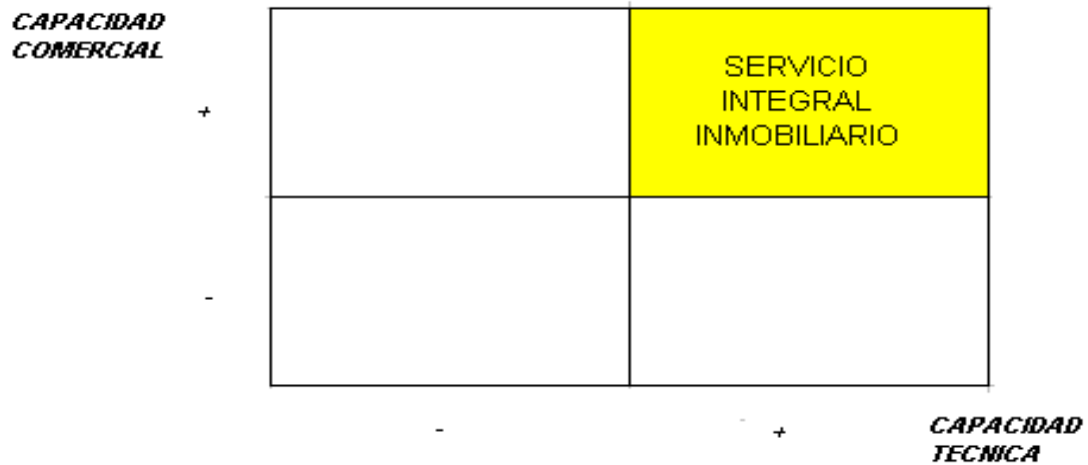 CAPACIDAD
COMERCIAL
SERVICIO
INTEGRAL
INMOBILIARIO
+
-
-
+
CAPACIDAD
TECNICA